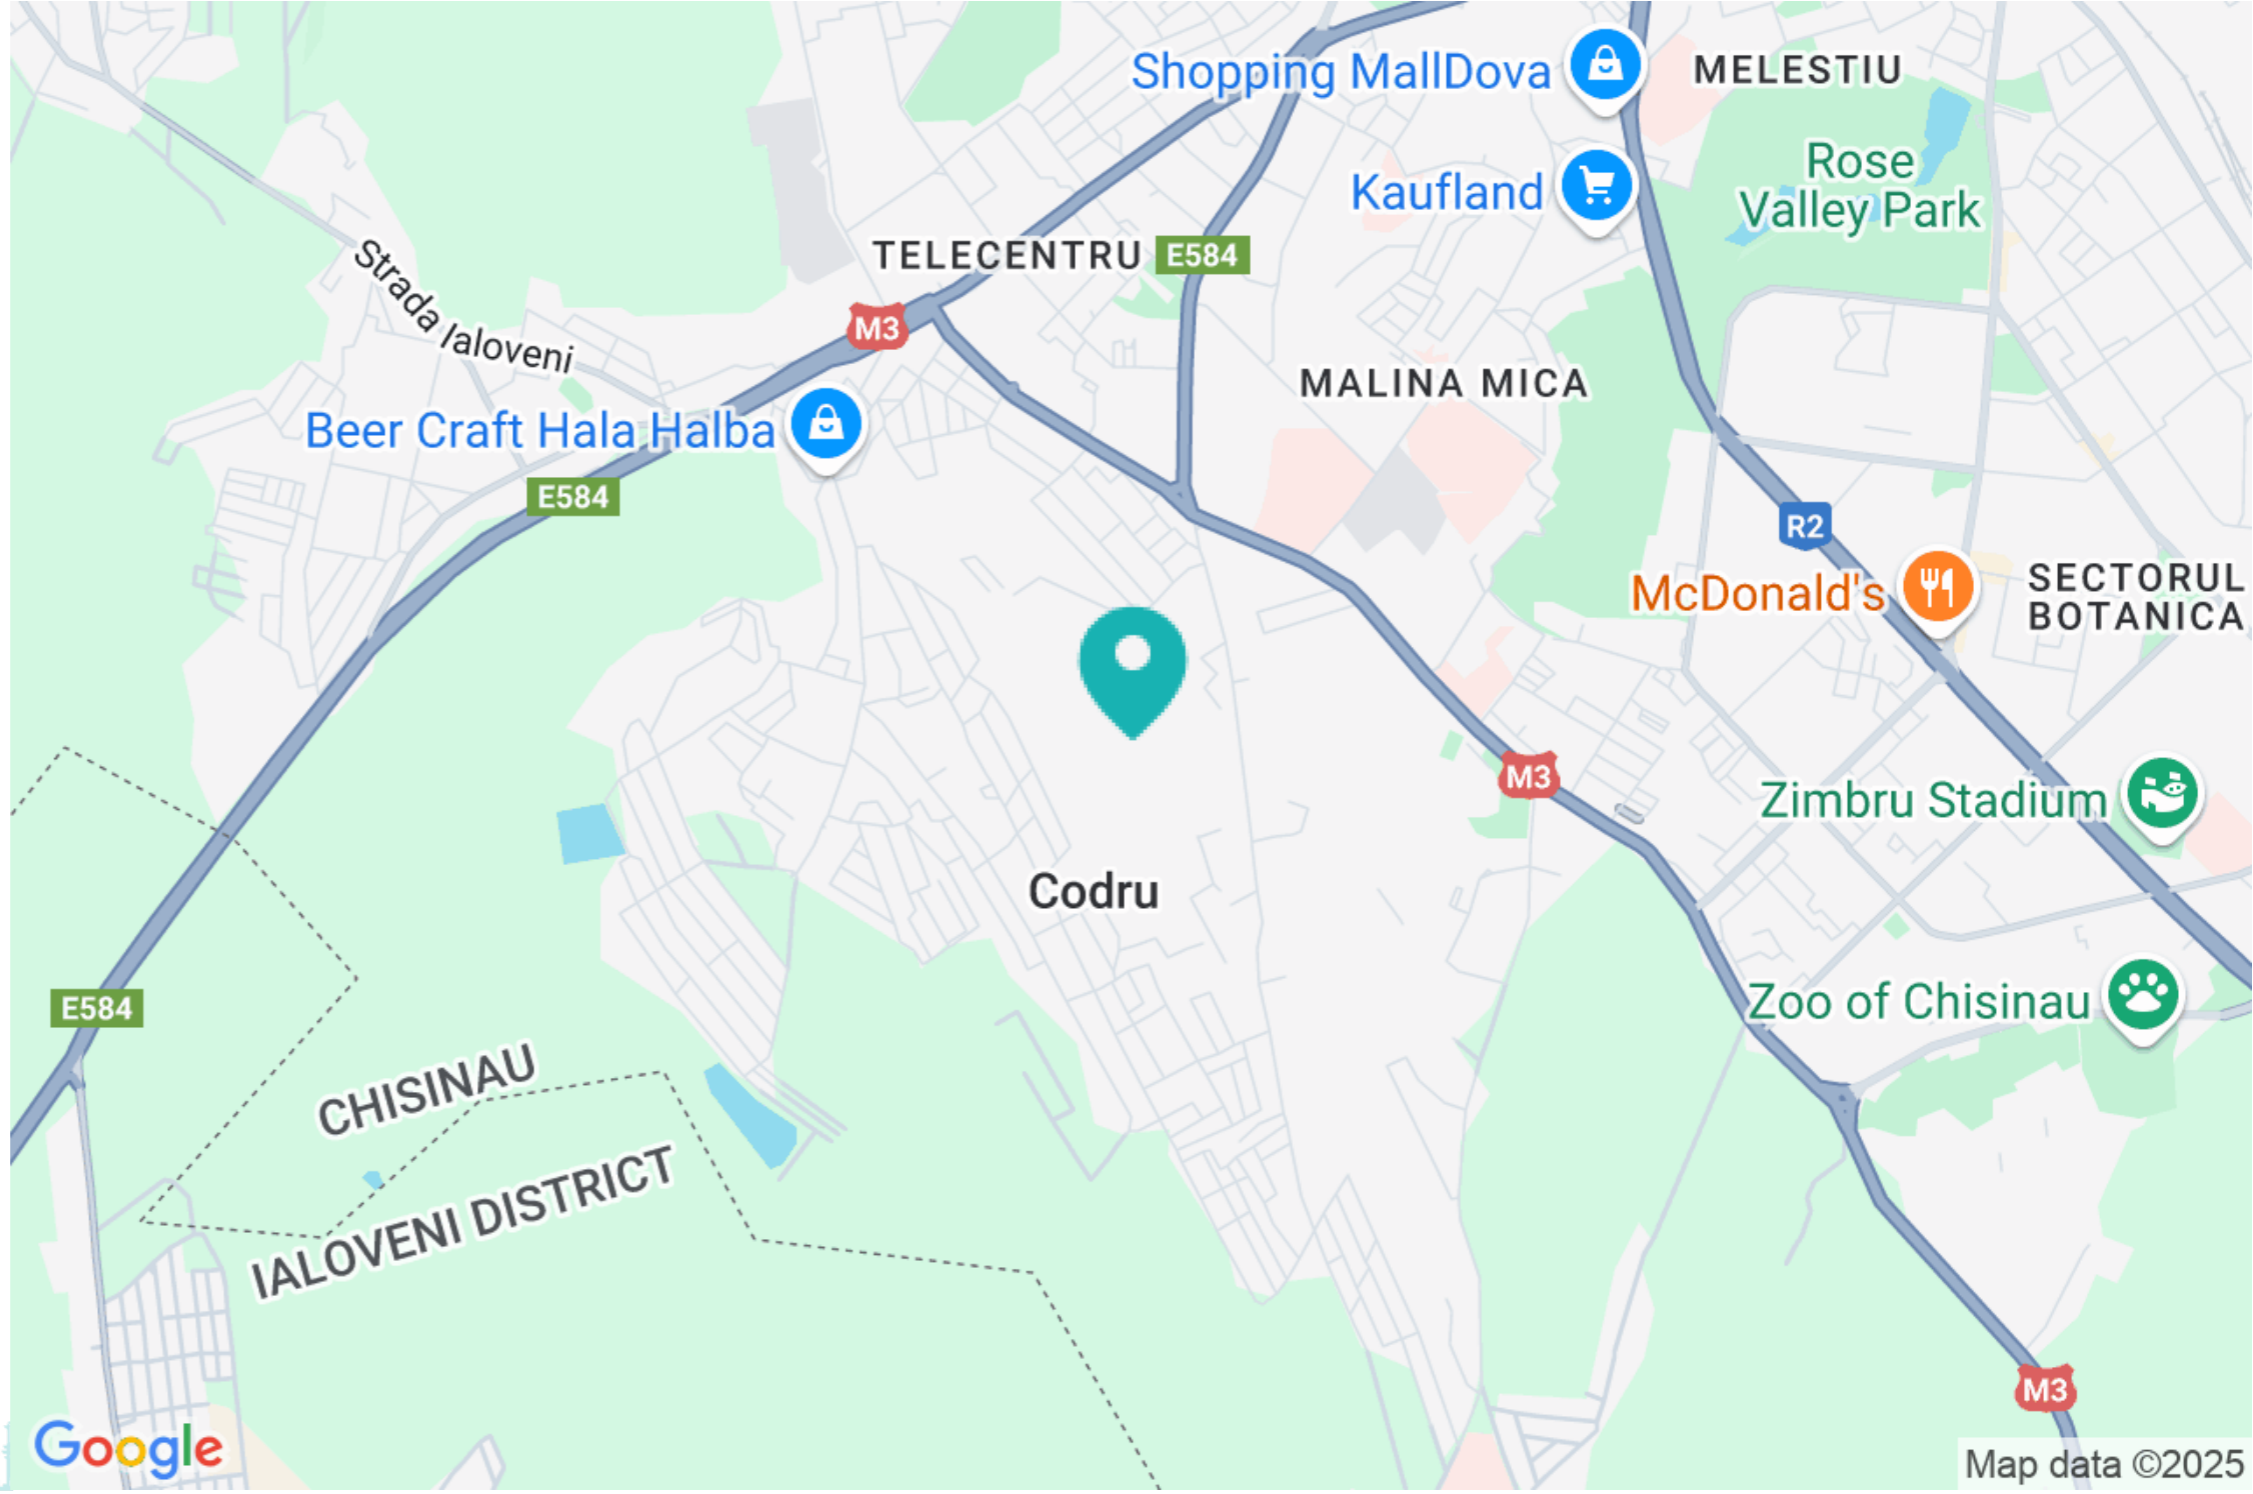 Shopping MallDova
MELESTIU
Kaufland
Rose
Valley Park
TELECENTRU
E584
Strada Ialoveni
M3
MALINA MICA
Beer Craft Hala Halba
E584
R2
McDonald's
SECTORUL
BOTANICA
M3
Zimbru Stadium
Codru
E584
Zoo of Chisinau
CHISINAU
IALOVENI DISTRICT
M3
Google
Map data ©2025